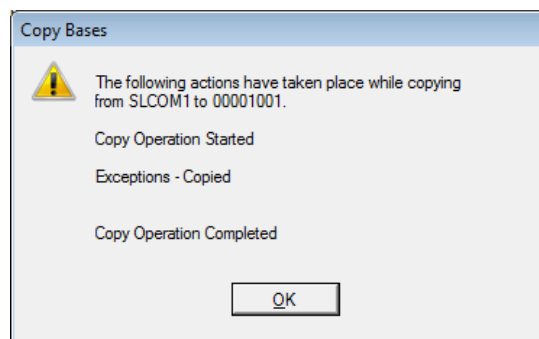 Copy Bases
The following actions have taken place while copying
from SLCOM1 to 00001001.
Copy Operation Started
Exceptions - Copied
Copy Operation Completed
OK